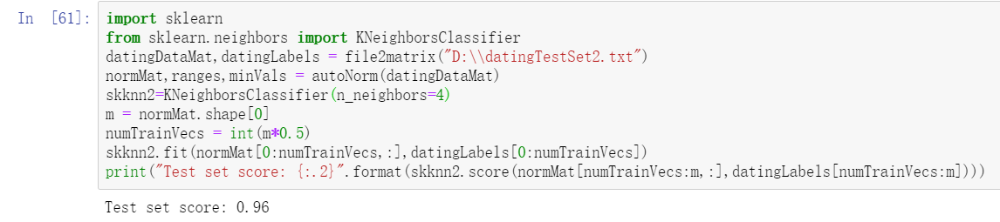 In [61]: import sklearn
from sklearn.neighbors import KNeighborsClassifier
datingDataMat,datingLabels = file2matrix("D:\\datingTestSet2.txt")
normMat,ranges,minVals = autoNorm(datingDataMat)
skknn2=KNeighborsClassifier(n_neighbors=4)
m = normMat.shape[0]
numTrainVecs = int(m*0.5)
skknn2.fit(normMat[0:numTrainVecs,:],datingLabels[0:numTrainVecs])
print("Test set score: {:.2}".format(skknn2.score(normMat[numTrainVecs:m,:],datingLabels[numTrainVecs:m])))
Test set score: 0.96